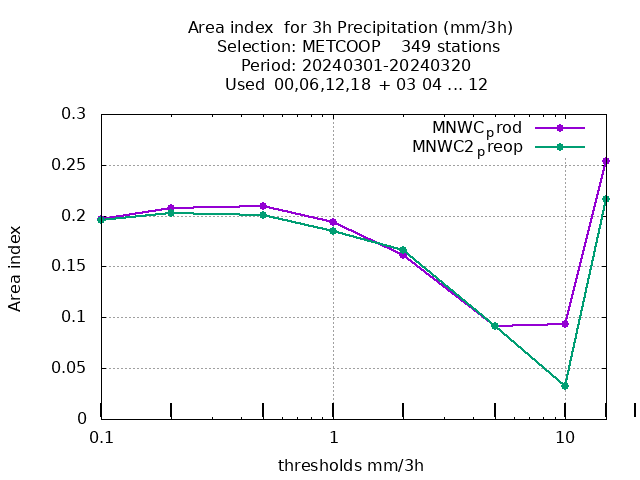 Area index  for 3h Precipitation (mm/3h)
Selection: METCOOP    349 stations
Period: 20240301-20240320
Used  00,06,12,18 + 03 04 ... 12
MNWCprod
MNWC2preop
0.3
0.25
0.2
0.15
0.1
0.05
0
Area index
0.1 1 10
thresholds mm/3h